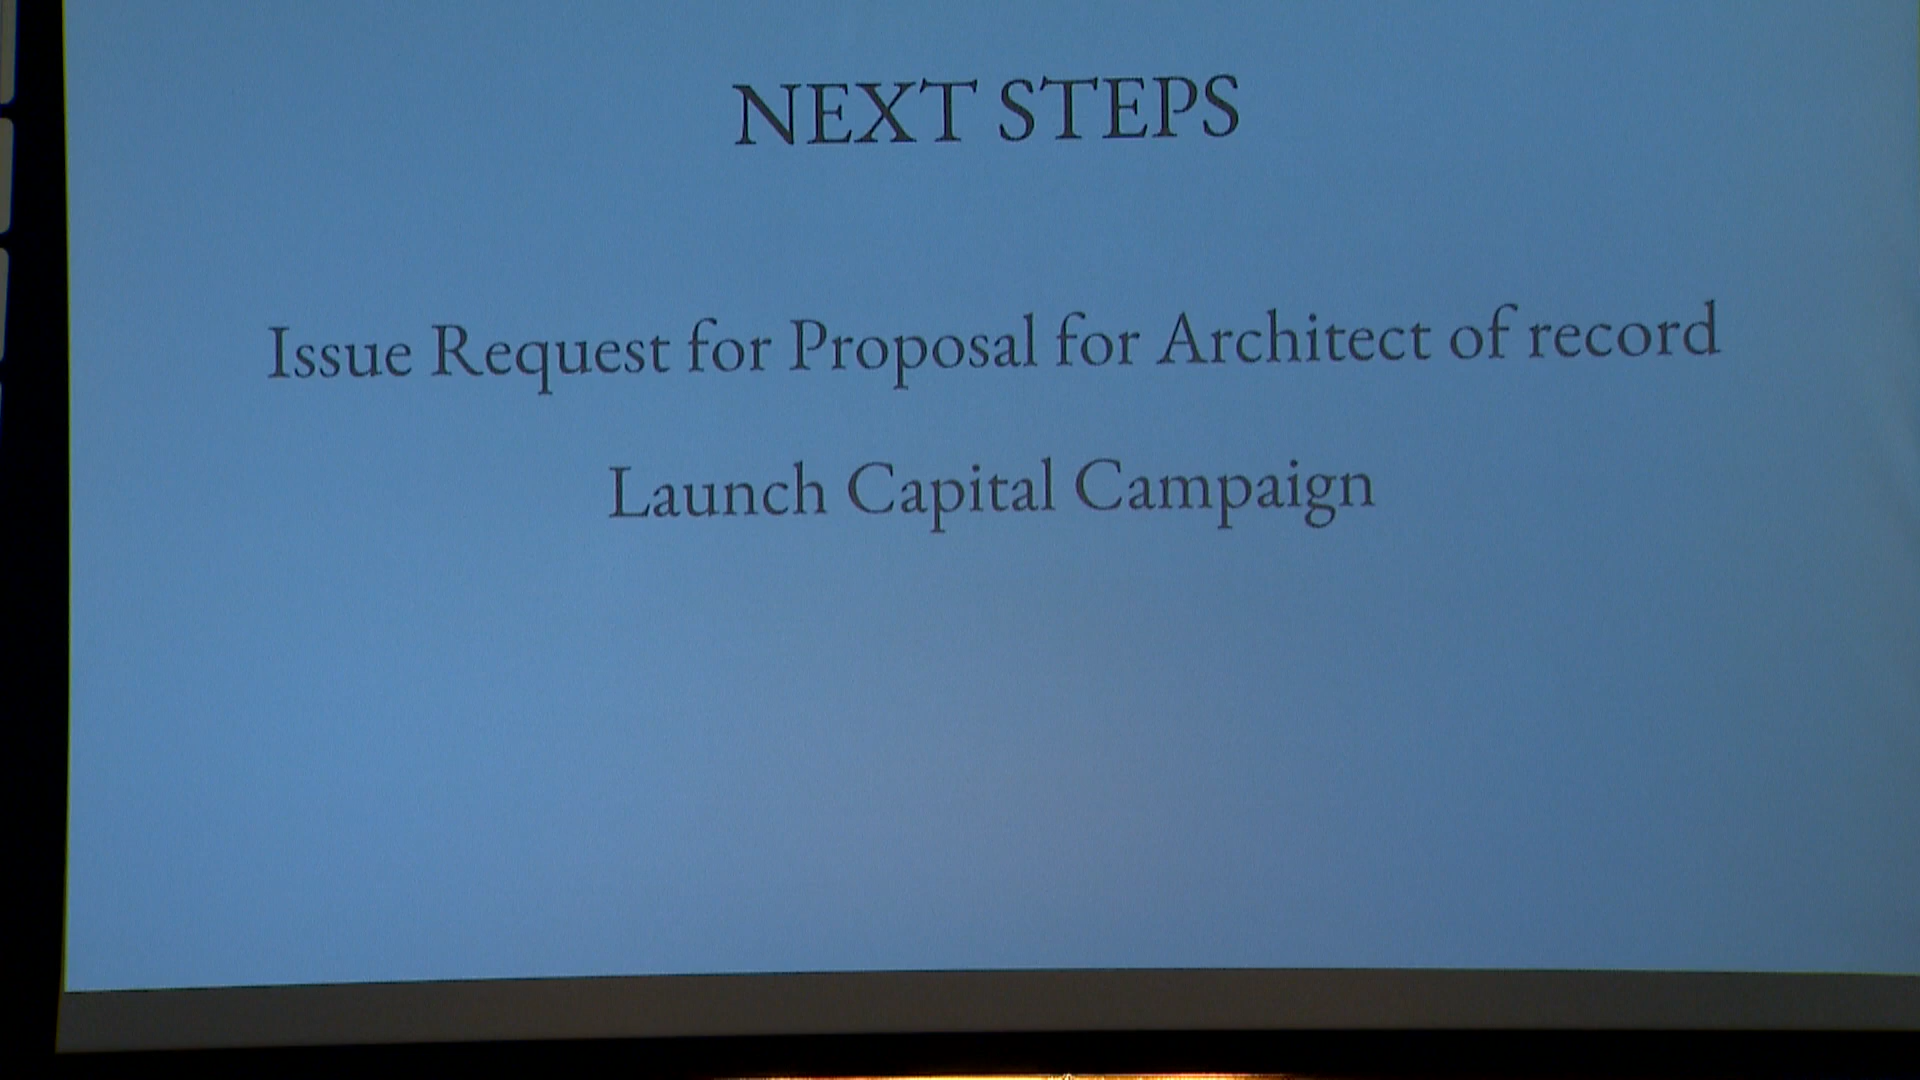 NEXT STEPS
Issue Request for Proposal for Architect of record
Launch Capital Campaign